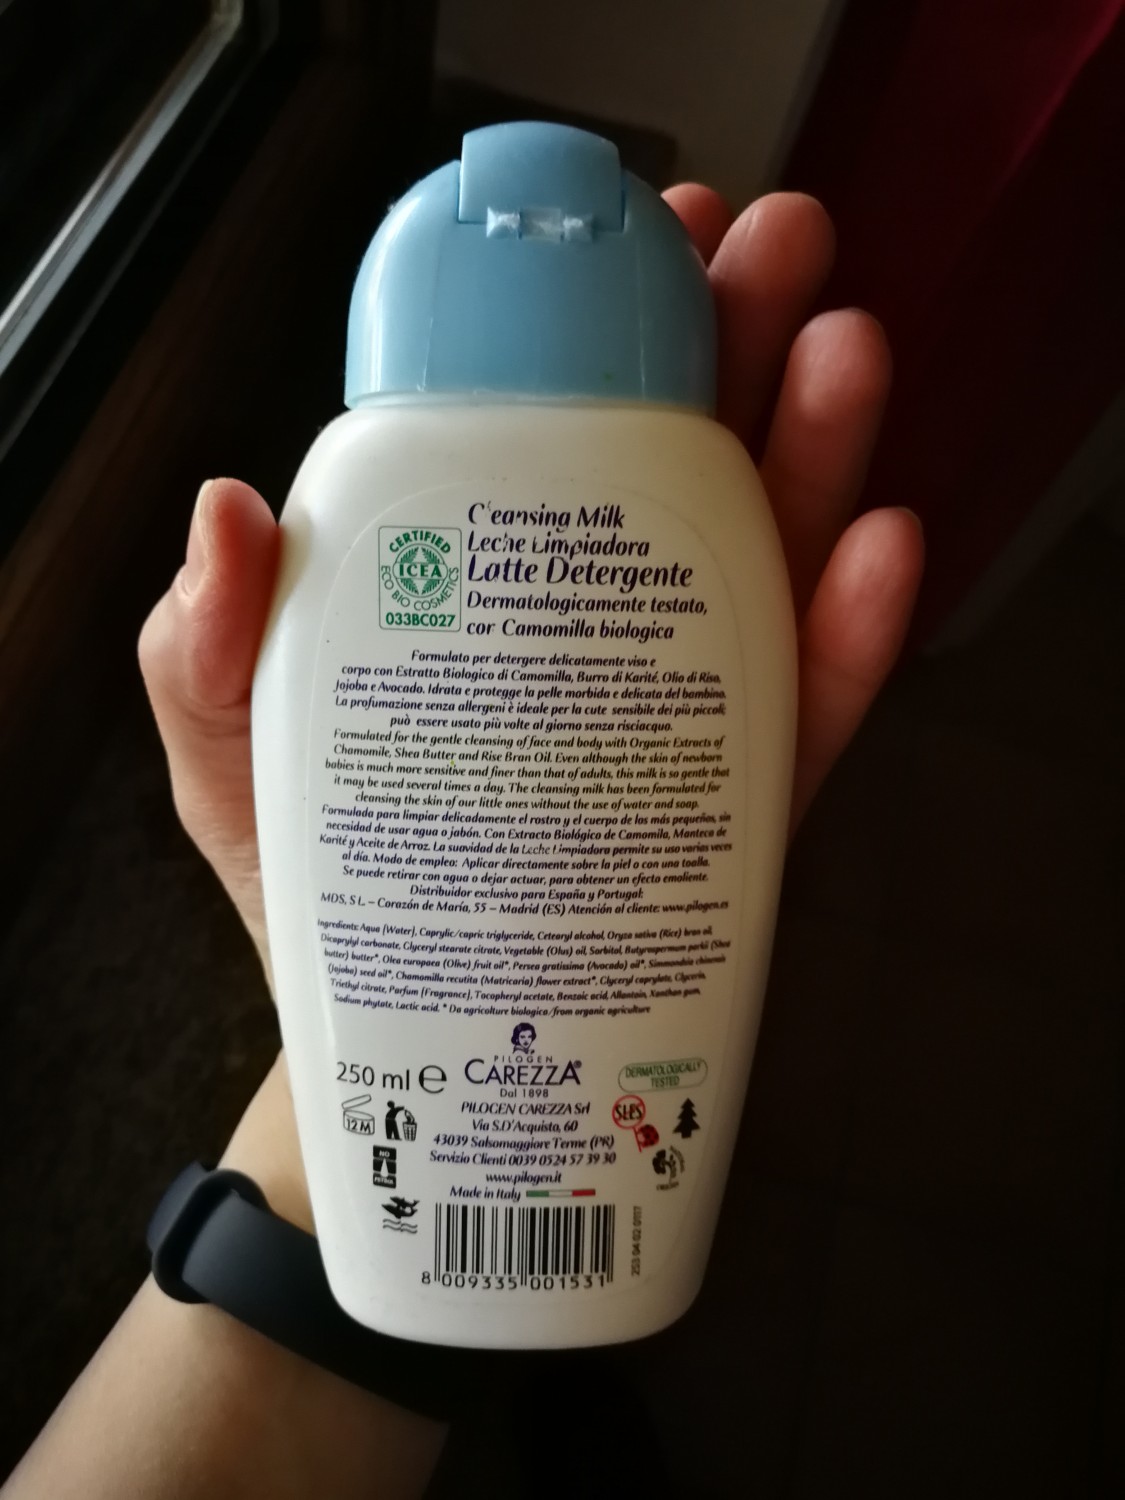 Cleansing Milk
Leche Limpiadora
Latte Detergente
Dermatologicamente testato,
con Camomilla biologica
CERTIFIED
ICEA
ECO BIO COSMETICS
033BC027
Formulato per detergere delicatamente viso e
corpo con Estratto Biologico di Camomilla, Burro di Karité, Olio di Riso,
Jojoba e Avocado. Idrata e protegge la pelle morbida e delicata del bambino.
La profumazione senza allergeni è ideale per la cute sensibile dei più piccoli;
può essere usato più volte al giorno senza risciacquo.
Formulated for the gentle cleansing of face and body with Organic Extracts of
Chamomile, Shea Butter and Rise Bran Oil. Even although the skin of newborn
babies is much more sensitive and finer than that of adults, this milk is so gentle that
it may be used several times a day. The cleansing milk has been formulated for
cleansing the skin of our little ones without the use of water and soap.
Formulada para limpiar delicadamente el rostro y el cuerpo de los más pequeños, sin
necesidad de usar agua o jabón. Con Extracto Biológico de Camomila, Manteca de
Karité y Aceite de Arroz. La suavidad de la Leche Limpiadora permite su uso varias veces
al día. Modo de empleo: Aplicar directamente sobre la piel o con una toalla.
Se puede retirar con agua o dejar actuar, para obtener un efecto emoliente.
Distribuidor exclusivo para España y Portugal:
MDS, S L. – Corazón de María, 55 – Madrid (ES) Atención al cliente: www.pilogen.es
Ingredients: Aqua [Water], Caprylic/capric triglyceride, Cetearyl alcohol, Oryza sativa (Rice) bran oil,
Dicaprylyl carbonate, Glyceryl stearate citrate, Vegetable (Olus) oil, Sorbitol, Butyrospermum parkii (Shea
butter) butter*, Olea europaea (Olive) fruit oil*, Persea gratissima (Avocado) oil*, Simmondsia chinensis
(Jojoba) seed oil*, Chamomilla recutita (Matricaria) flower extract*, Glyceryl caprylate, Glycerin,
Triethyl citrate, Parfum [Fragrance], Tocopheryl acetate, Benzoic acid, Allantoin, Xanthan gum,
Sodium phytate, Lactic acid. * Da agricoltura biologica/from organic agriculture
250 ml e
PILOGEN
CAREZZA®
Dal 1898
DERMATOLOGICALLY
TESTED
12M
SLES
PILOGEN CAREZZA Srl
Via S.D'Acquisto, 60
43039 Salsomaggiore Terme (PR)
Servizio Clienti 0039 0524 57 39 30
www.pilogen.it
Made in Italy
NO
PETROL
8 009335 001531
253 04 02 0117